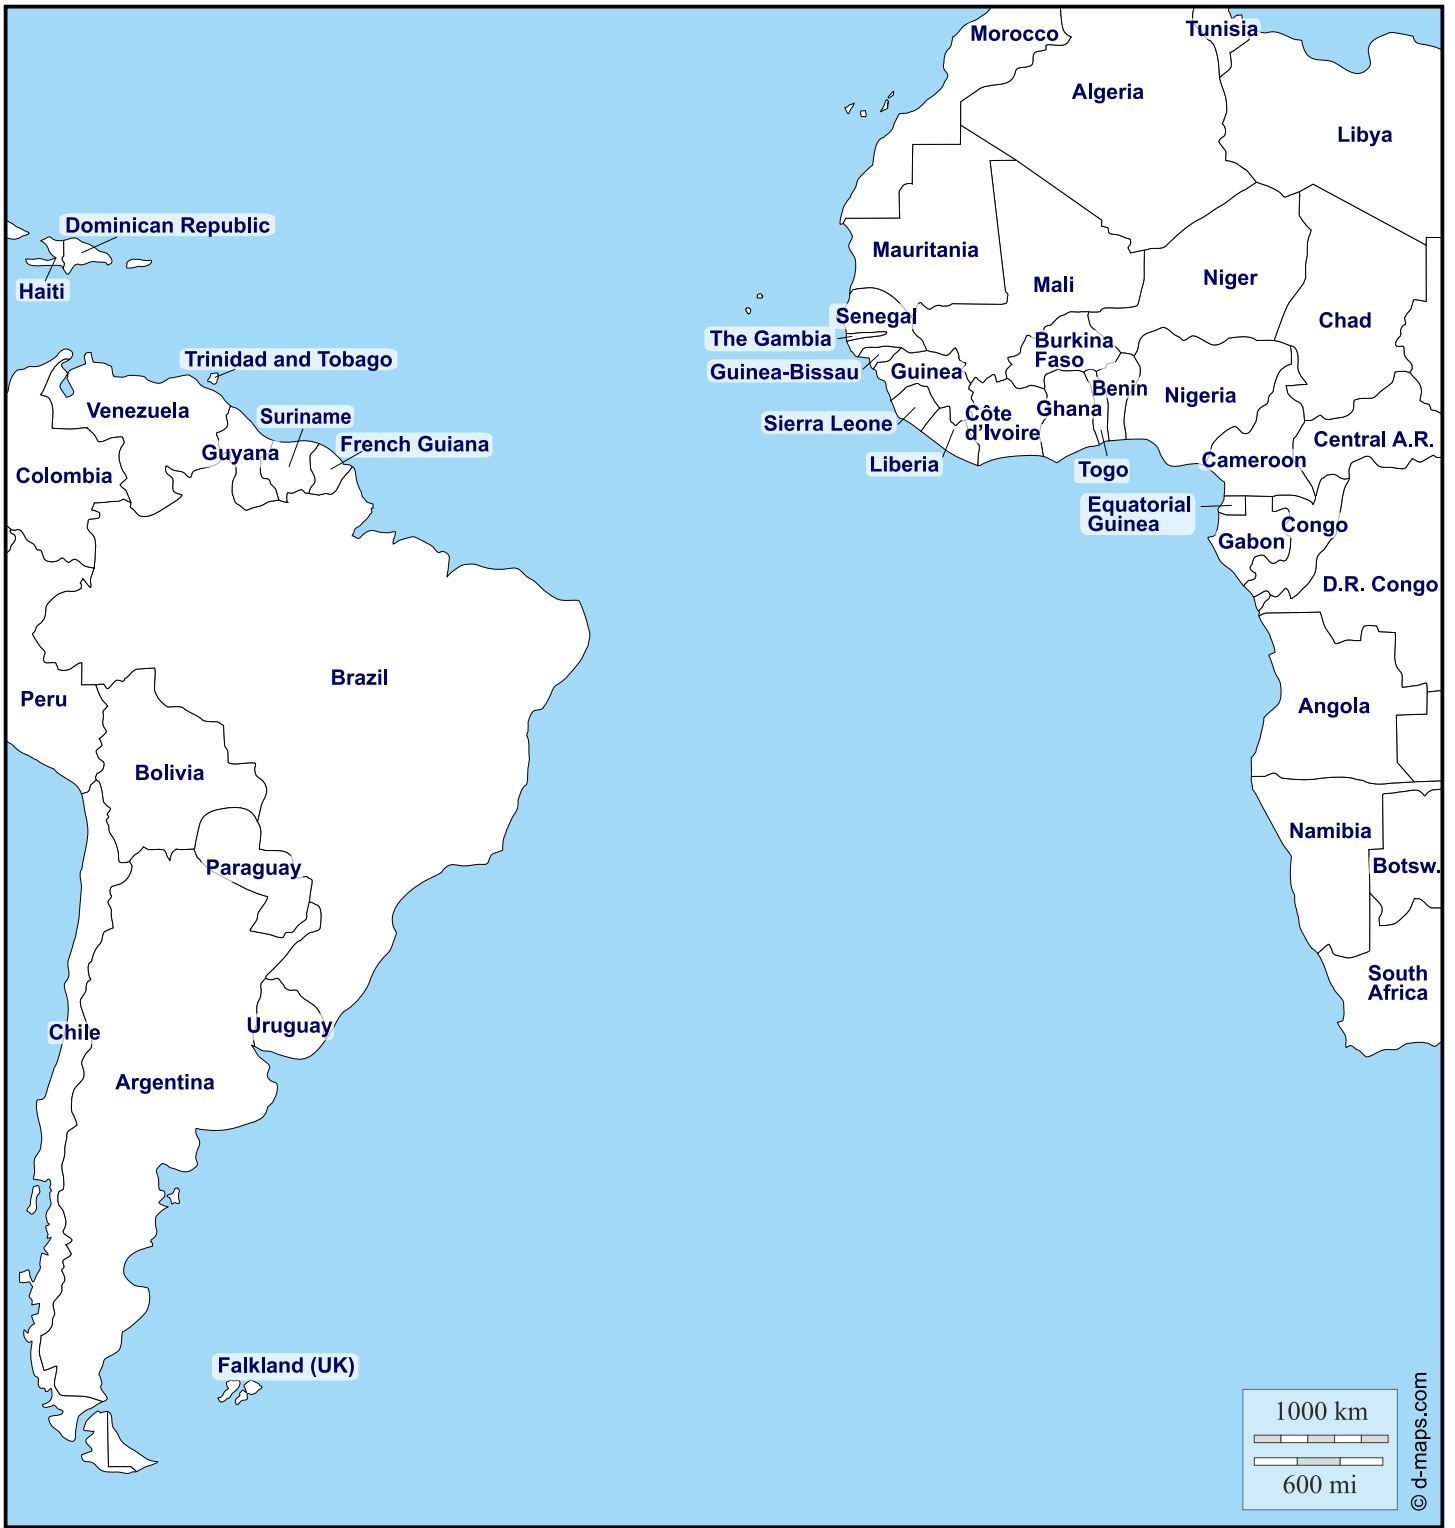 Morocco
Tunisia
Algeria
Libya
Dominican Republic
Haiti
Mauritania
Mali
Niger
Chad
Senegal
The Gambia
Guinea-Bissau
Guinea
Burkina
Faso
Sierra Leone
Liberia
Côte
d'Ivoire
Ghana
Togo
Benin
Nigeria
Cameroon
Central A.R.
Equatorial
Guinea
Gabon
Congo
D.R. Congo
Angola
Namibia
Botsw.
South
Africa
Trinidad and Tobago
Venezuela
Suriname
Guyana
French Guiana
Colombia
Brazil
Peru
Bolivia
Paraguay
Uruguay
Chile
Argentina
Falkland (UK)
1000 km
600 mi
© d-maps.com